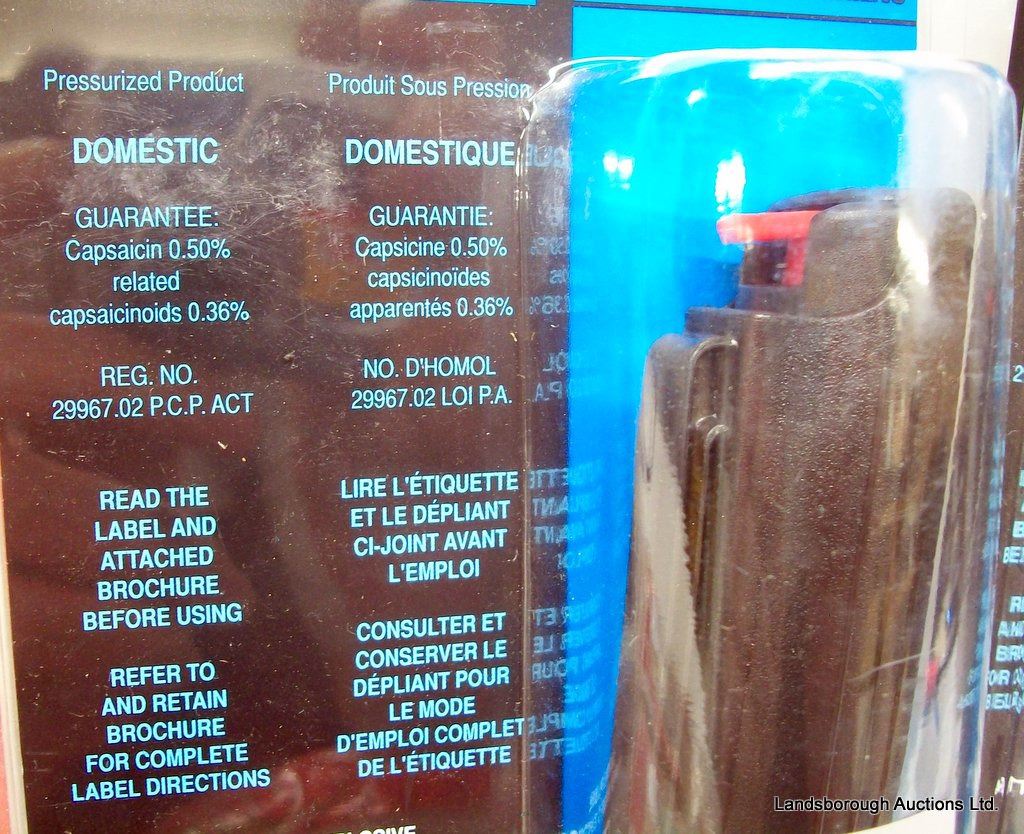 Pressurized Product
DOMESTIC
GUARANTEE:
Capsaicin 0.50%
related
capsaicinoids 0.36%
REG. NO.
29967.02 P.C.P. ACT
READ THE
LABEL AND
ATTACHED
BROCHURE
BEFORE USING
REFER TO
AND RETAIN
BROCHURE
FOR COMPLETE
LABEL DIRECTIONS
Produit Sous Pression
DOMESTIQUE
GUARANTIE:
Capsicine 0.50%
capsicinoïdes
apparentés 0.36%
NO. D'HOMOL
29967.02 LOI P.A.
LIRE L'ÉTIQUETTE
ET LE DÉPLIANT
CI-JOINT AVANT
L'EMPLOI
CONSULTER ET
CONSERVER LE
DÉPLIANT POUR
LE MODE
D'EMPLOI COMPLET
DE L'ÉTIQUETTE
Landsborough Auctions Ltd.